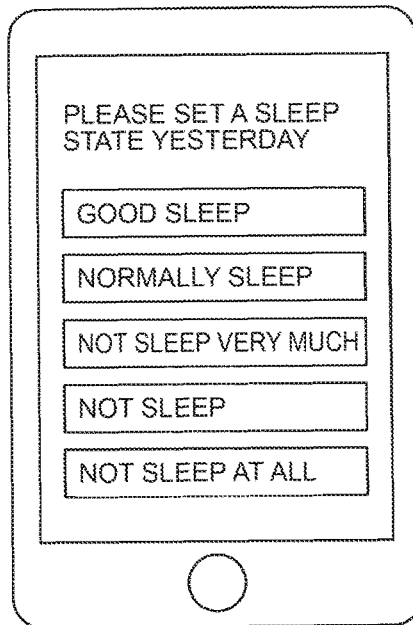 PLEASE SET A SLEEP
STATE YESTERDAY
GOOD SLEEP
NORMALLY SLEEP
NOT SLEEP VERY MUCH
NOT SLEEP
NOT SLEEP AT ALL